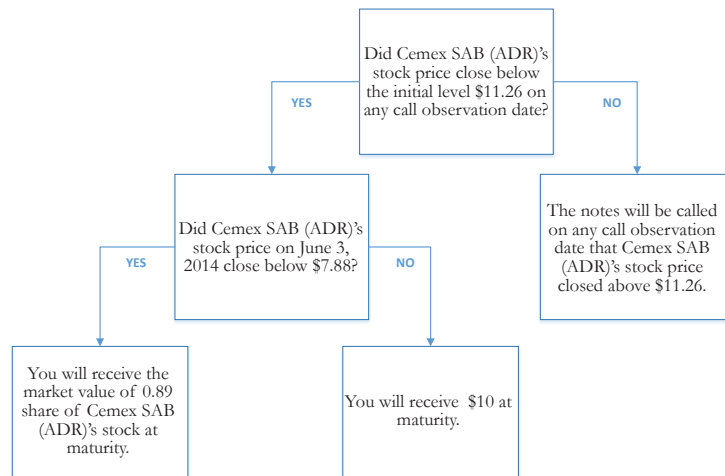 Did Cemex SAB (ADR)'s
stock price close below
the initial level $11.26 on
any call observation date?
YES
NO
Did Cemex SAB (ADR)'s
stock price on June 3,
2014 close below $7.88?
The notes will be called
on any call observation
date that Cemex SAB
(ADR)'s stock price
closed above $11.26.
YES
NO
You will receive the
market value of 0.89
share of Cemex SAB
(ADR)'s stock at
maturity.
You will receive $10 at
maturity.